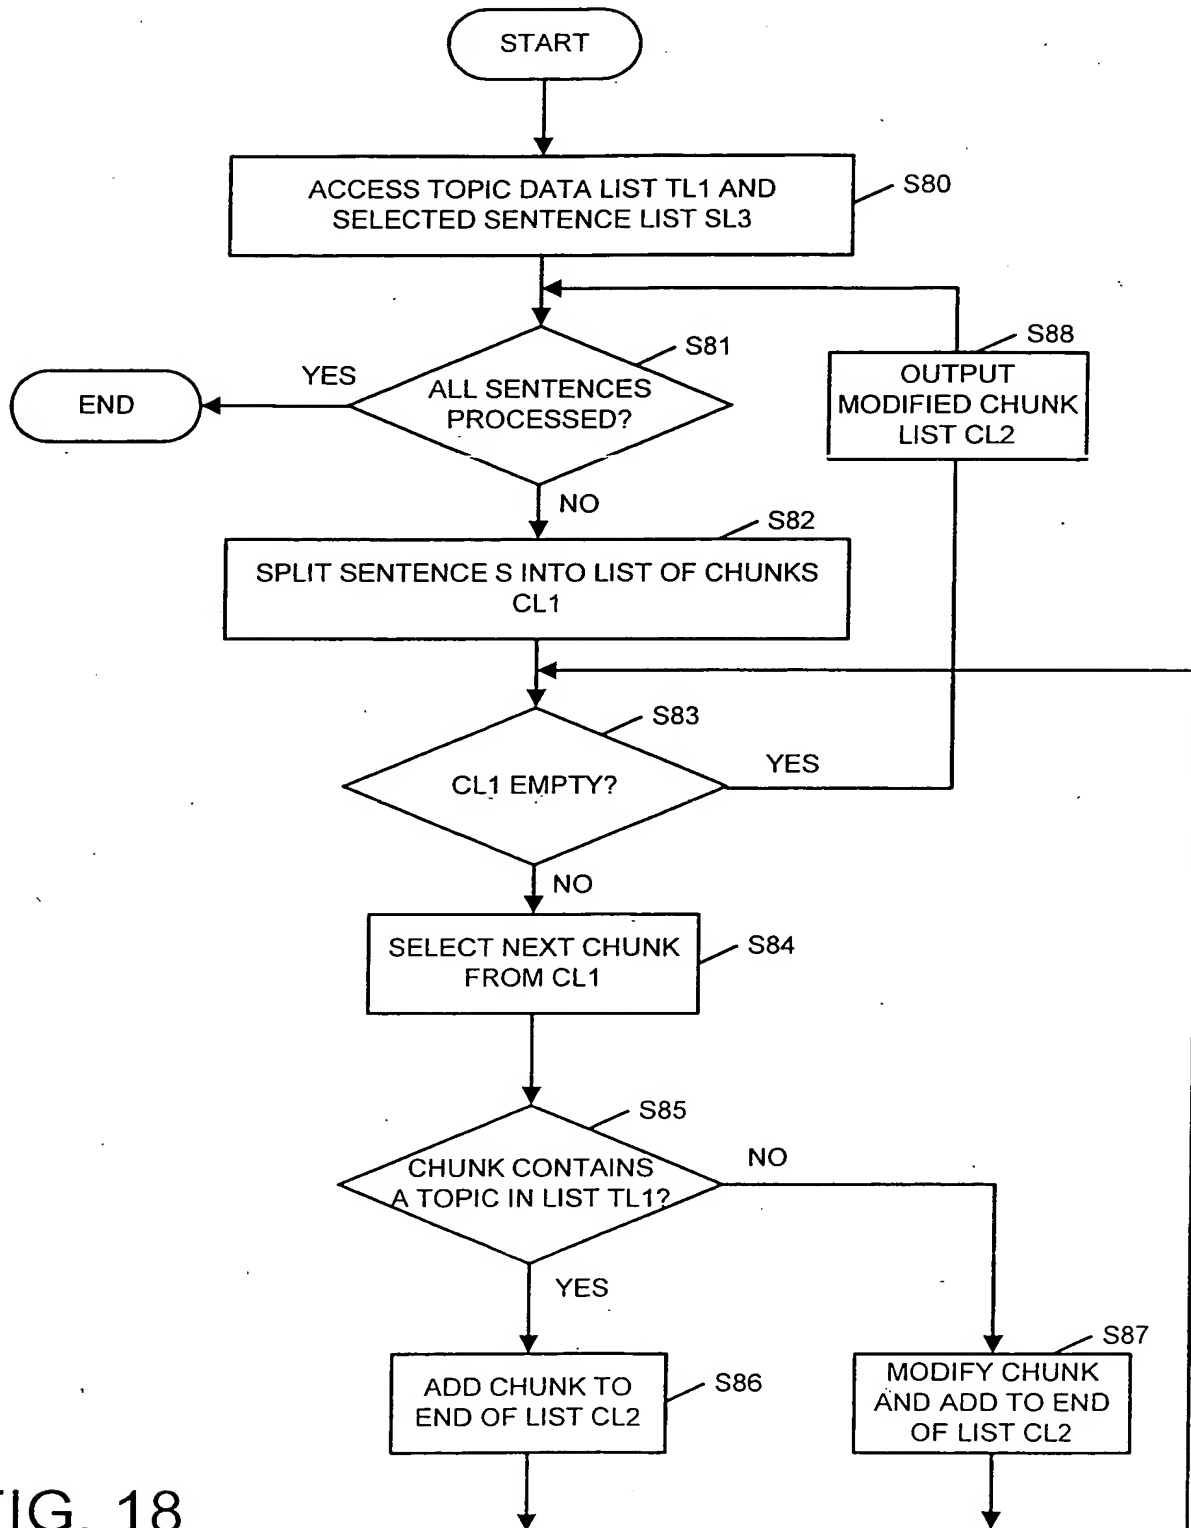 START
ACCESS TOPIC DATA LIST TL1 AND
SELECTED SENTENCE LIST SL3
S80
S88
OUTPUT
MODIFIED CHUNK
LIST CL2
S81
YES
ALL SENTENCES
PROCESSED?
END
NO
S82
SPLIT SENTENCE S INTO LIST OF CHUNKS
CL1
S83
CL1 EMPTY?
YES
NO
SELECT NEXT CHUNK
FROM CL1
S84
S85
CHUNK CONTAINS
A TOPIC IN LIST TL1?
NO
YES
S87
ADD CHUNK TO
END OF LIST CL2
S86
MODIFY CHUNK
AND ADD TO END
OF LIST CL2
FIG. 18